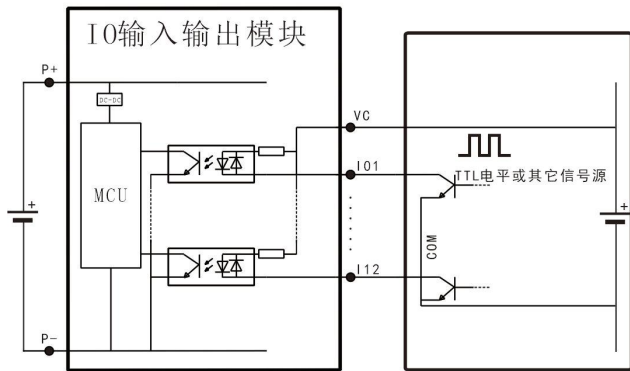 IO输入输出模块
P+
DC-DC
VC
MCU
IO1
TTL电平或其它信号源
+
+
COM
I12
P-